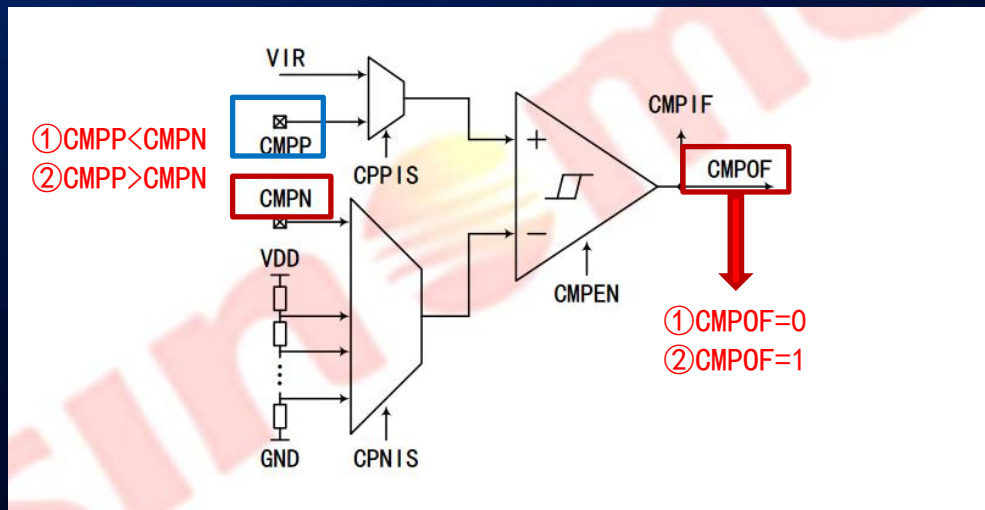 VIR
CMPP
①CMPP<CMPN
②CMPP>CMPN
CPPIS
CMPN
VDD
GND
CPNIS
+
−
CMPEN
CMPIF
CMPOF
①CMPOF=0
②CMPOF=1